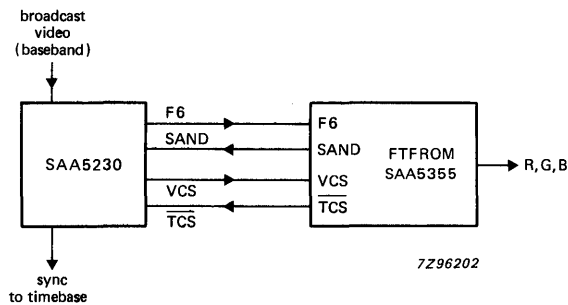 broadcast
video
(baseband)
F6
SAND
VCS
TCS
SAA5230
F6
SAND
VCS
TCS
FTFROM
SAA5355
R,G,B
sync
to timebase
7Z96202